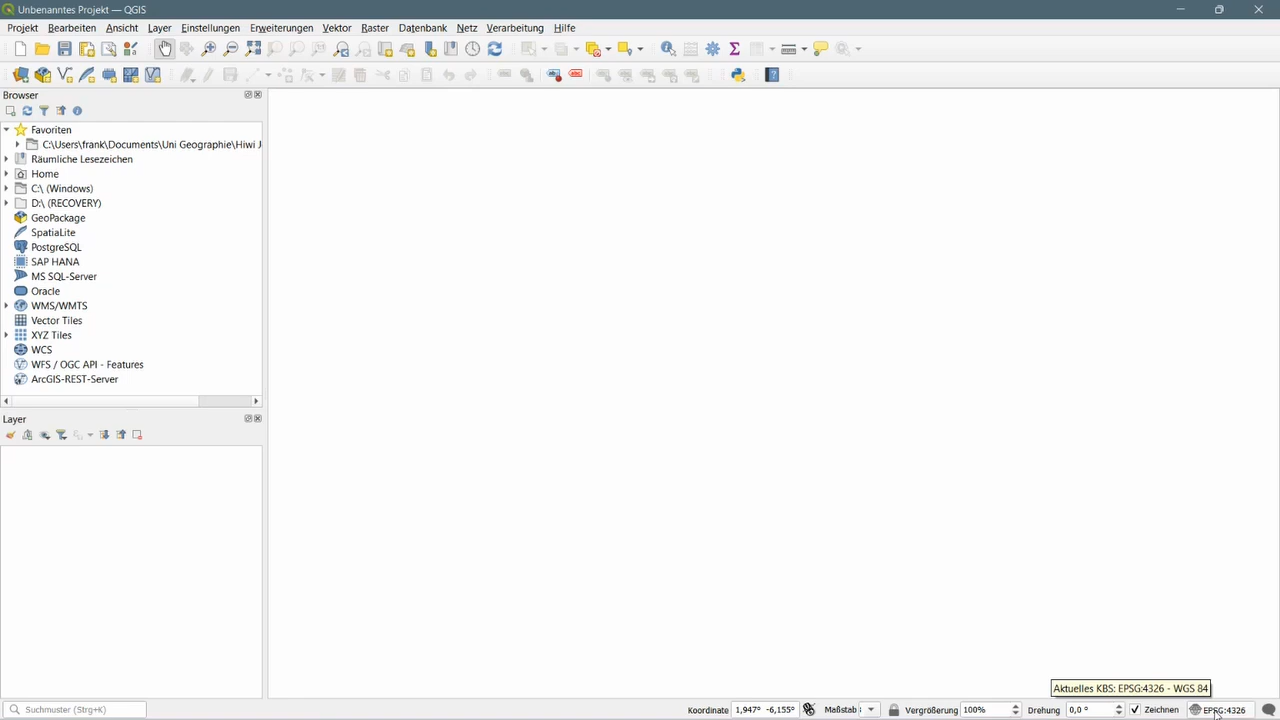 Unbenanntes Projekt — QGIS
Projekt Bearbeiten Ansicht Layer Einstellungen Erweiterungen Vektor Raster Datenbank Netz Verarbeitung Hilfe
Browser
Favoriten
C:\Users\frank\Documents\Uni Geographie\Hiwi J
Räumliche Lesezeichen
Home
C:\ (Windows)
D:\ (RECOVERY)
GeoPackage
SpatiaLite
PostgreSQL
SAP HANA
MS SQL-Server
Oracle
WMS/WMTS
Vector Tiles
XYZ Tiles
WCS
WFS / OGC API - Features
ArcGIS-REST-Server
Layer
Aktuelles KBS: EPSG:4326 - WGS 84
Suchmuster (Strg+K) Koordinate 1,947° -6,155° Maßstab Vergrößerung 100% Drehung 0,0 ° Zeichnen EPSG:4326